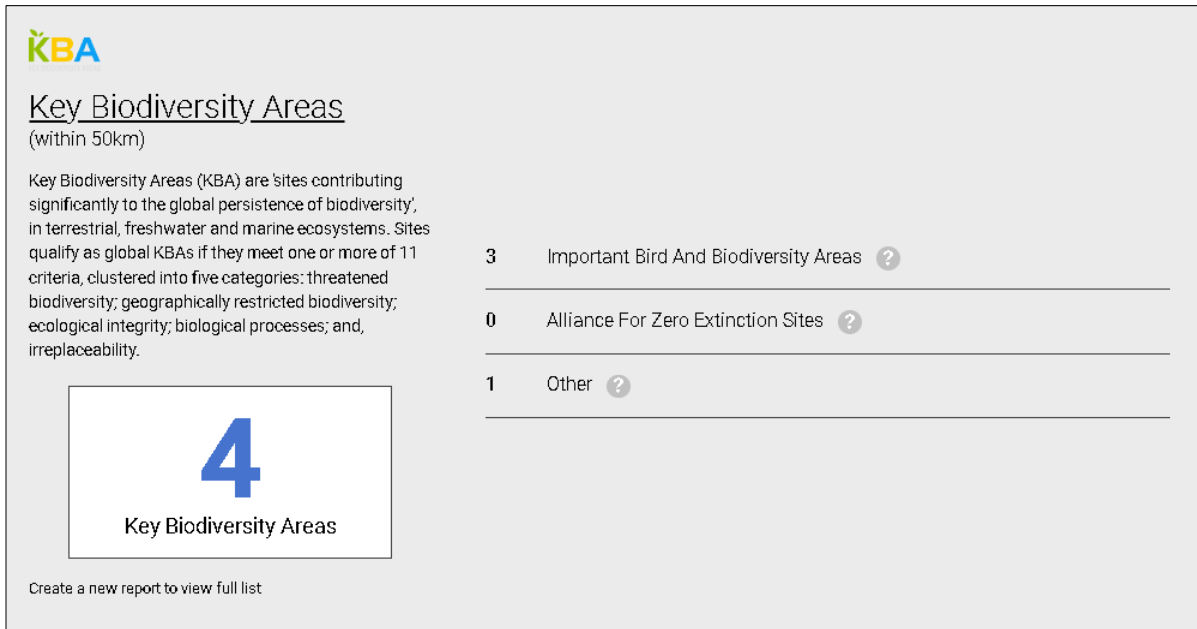 KBA
Key Biodiversity Areas
(within 50km)
Key Biodiversity Areas (KBA) are 'sites contributing
significantly to the global persistence of biodiversity',
in terrestrial, freshwater and marine ecosystems. Sites
qualify as global KBAs if they meet one or more of 11
criteria, clustered into five categories: threatened
biodiversity; geographically restricted biodiversity;
ecological integrity; biological processes; and,
irreplaceability.
4
Key Biodiversity Areas
Create a new report to view full list
3 Important Bird And Biodiversity Areas ?
0 Alliance For Zero Extinction Sites ?
1 Other ?